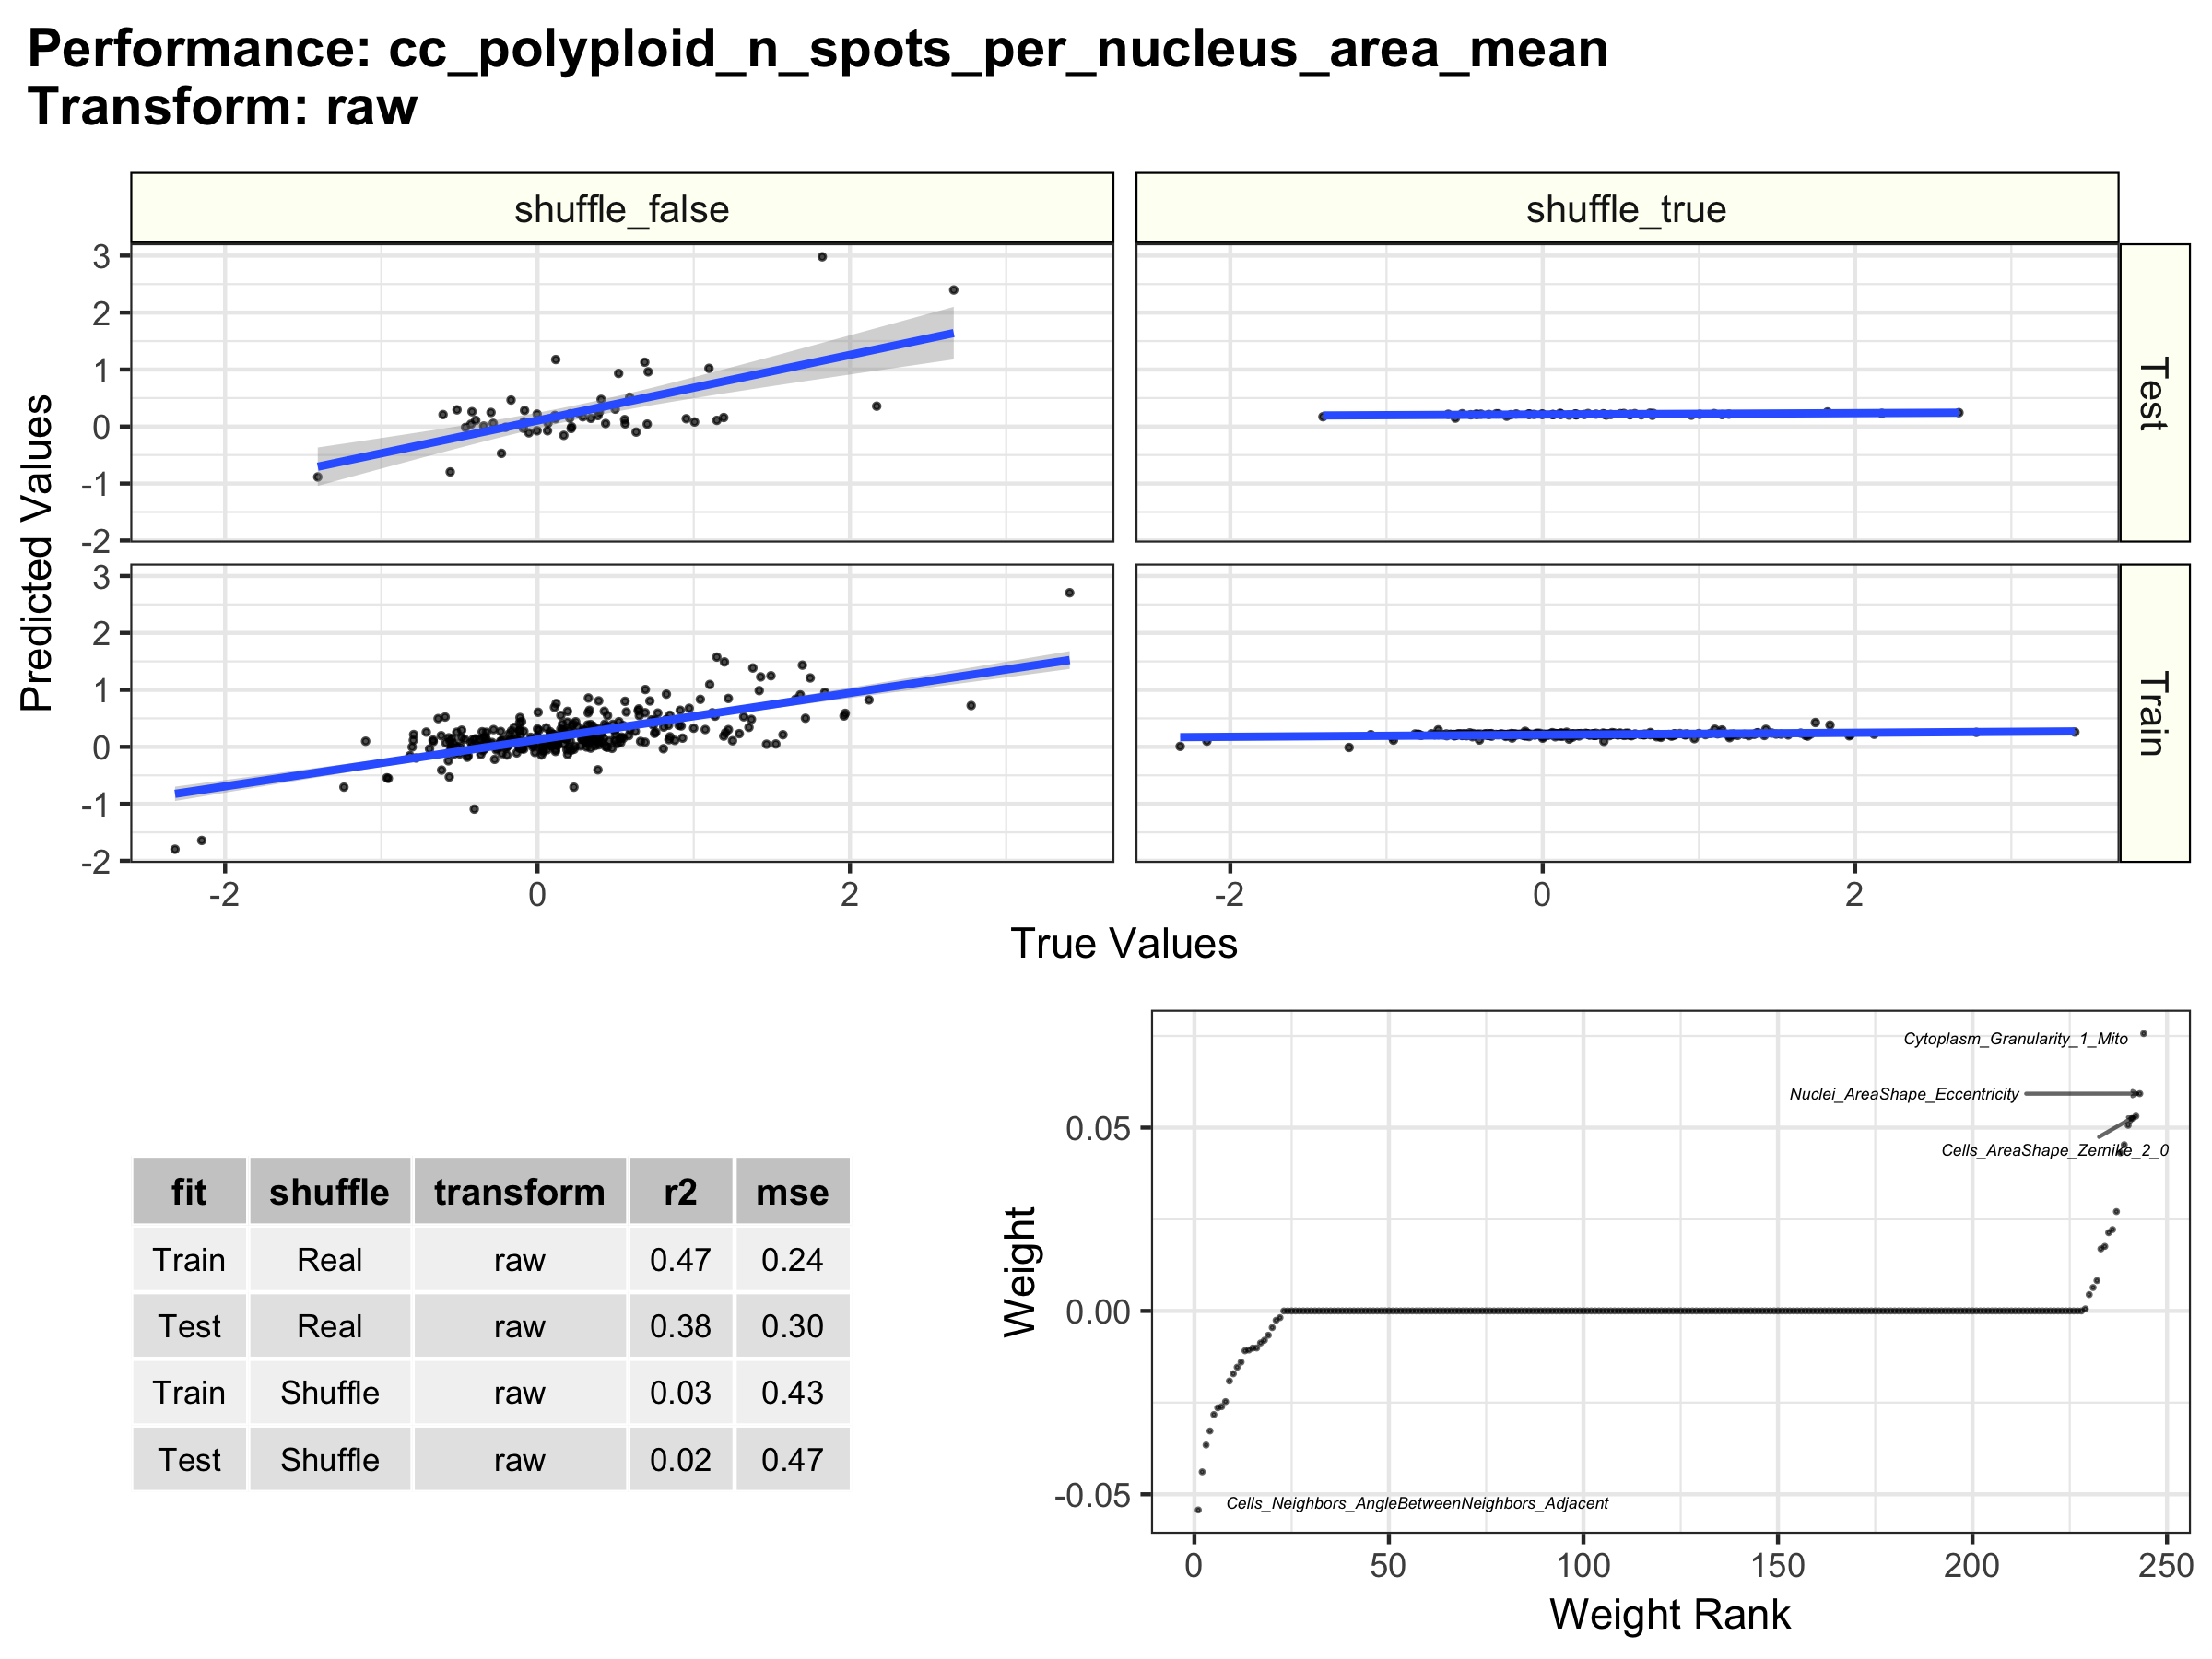 Performance: cc_polyploid_n_spots_per_nucleus_area_mean
Transform: raw
shuffle_false
shuffle_true
3
2
1
0
-1
-2
Test
3
2
1
0
-1
-2
Train
Predicted Values
-2 0 2
-2 0 2
True Values
fit shuffle transform r2 mse
Train Real raw 0.47 0.24
Test Real raw 0.38 0.30
Train Shuffle raw 0.03 0.43
Test Shuffle raw 0.02 0.47
Cytoplasm_Granularity_1_Mito
Nuclei_AreaShape_Eccentricity
Cells_AreaShape_Zernike_2_0
Cells_Neighbors_AngleBetweenNeighbors_Adjacent
0.05
0.00
-0.05
Weight
0 50 100 150 200 250
Weight Rank